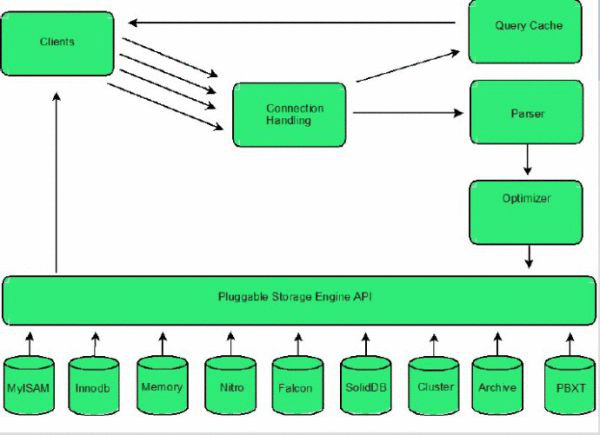 Clients
Query Cache
Connection
Handling
Parser
Optimizer
Pluggable Storage Engine API
MyISAM
Innodb
Memory
Nitro
Falcon
SolidDB
Cluster
Archive
PBXT